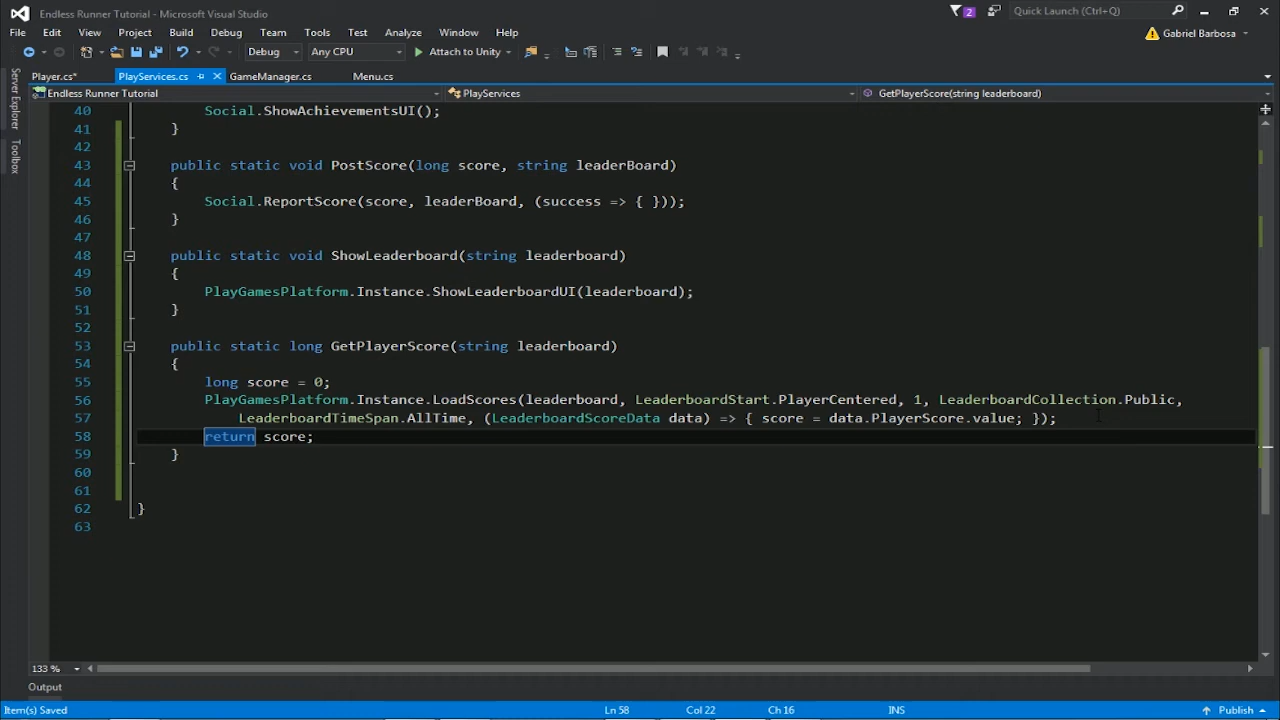 Endless Runner Tutorial - Microsoft Visual Studio
2
Quick Launch (Ctrl+Q)
File Edit View Project Build Debug Team Tools Test Analyze Window Help
Gabriel Barbosa
Debug Any CPU Attach to Unity
Server Explorer
Toolbox
Player.cs* PlayServices.cs GameManager.cs Menu.cs
Endless Runner Tutorial PlayServices GetPlayerScore(string leaderboard)
40 Social.ShowAchievementsUI();
41 }
42
43 public static void PostScore(long score, string leaderBoard)
44 {
45 Social.ReportScore(score, leaderBoard, (success => { }));
46 }
47
48 public static void ShowLeaderboard(string leaderboard)
49 {
50 PlayGamesPlatform.Instance.ShowLeaderboardUI(leaderboard);
51 }
52
53 public static long GetPlayerScore(string leaderboard)
54 {
55 long score = 0;
56 PlayGamesPlatform.Instance.LoadScores(leaderboard, LeaderboardStart.PlayerCentered, 1, LeaderboardCollection.Public,
57 LeaderboardTimeSpan.AllTime, (LeaderboardScoreData data) => { score = data.PlayerScore.value; });
58 return score;
59 }
60
61
62 }
63
133 %
Output
Item(s) Saved Ln 58 Col 22 Ch 16 INS Publish